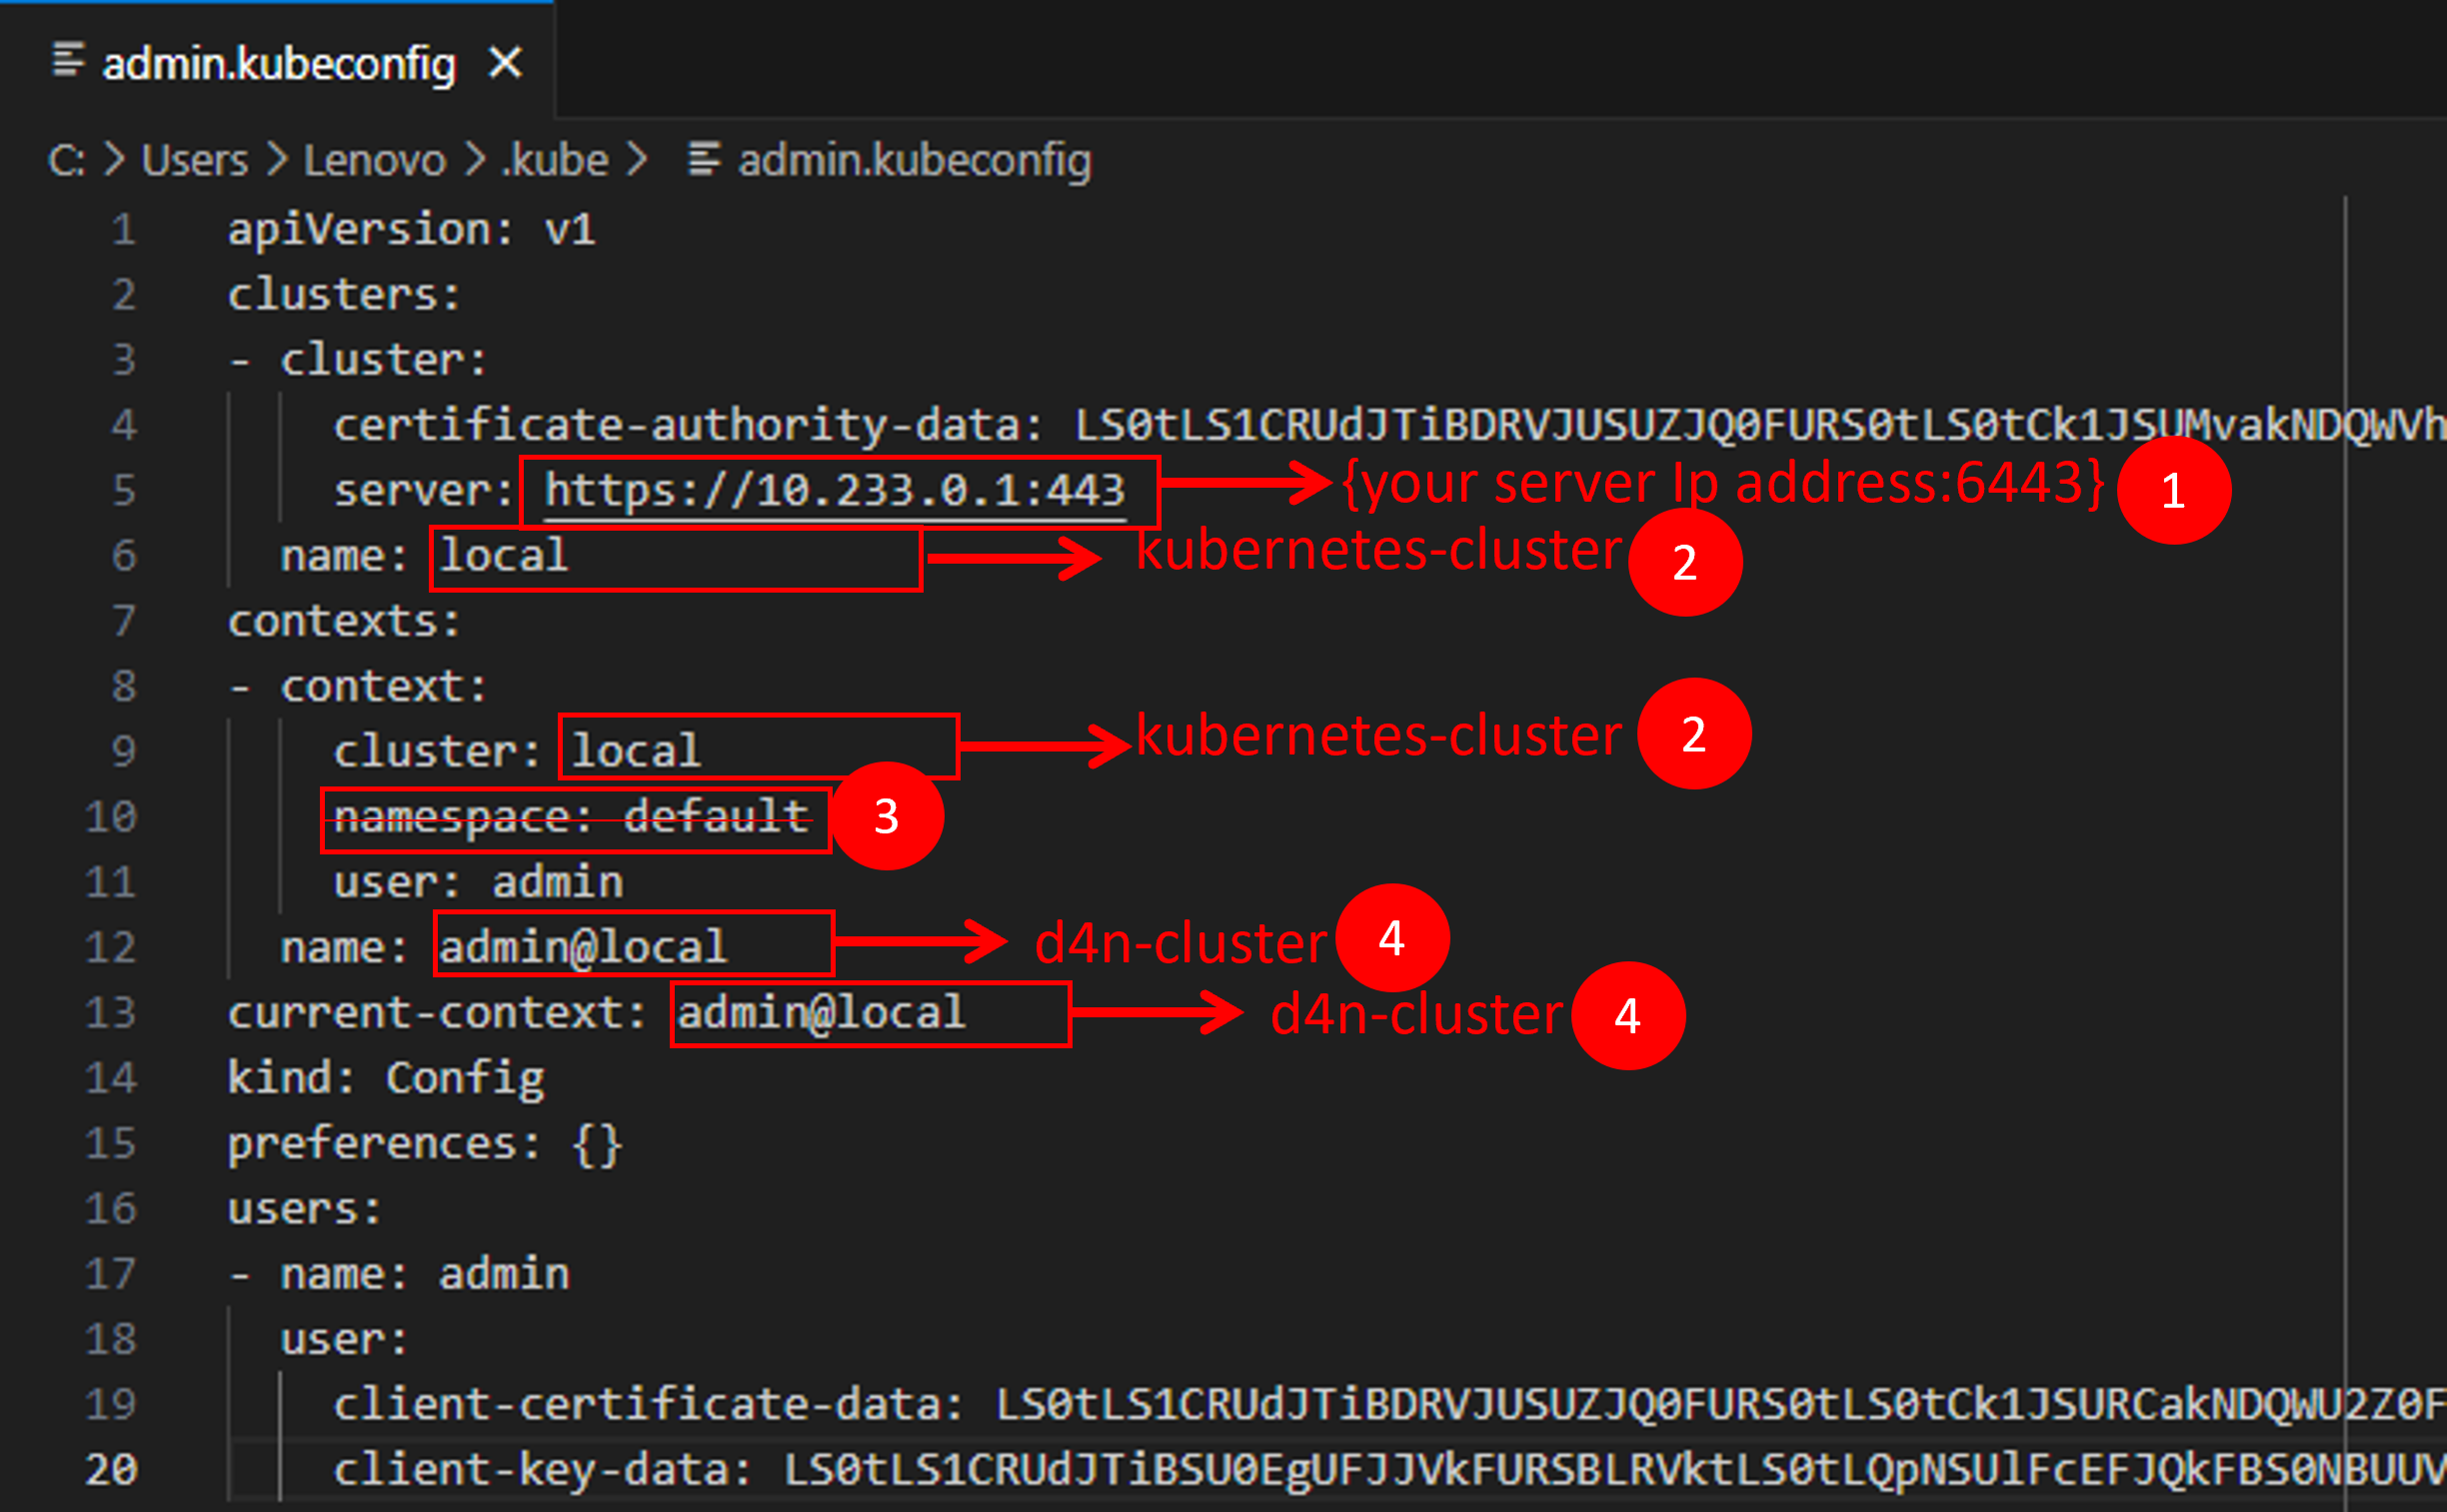 admin.kubeconfig
C: > Users > Lenovo > .kube > admin.kubeconfig
1 apiVersion: v1
2 clusters:
3 - cluster:
4 certificate-authority-data: LS0tLS1CRUdJTiBDRVJUSUZJQ0FURS0tLS0tCk1JSUMvakNDQWVh
5 server: https://10.233.0.1:443 {your server Ip address:6443} 1
6 name: local kubernetes-cluster 2
7 contexts:
8 - context:
9 cluster: local kubernetes-cluster 2
10 namespace: default 3
11 user: admin
12 name: admin@local d4n-cluster 4
13 current-context: admin@local d4n-cluster 4
14 kind: Config
15 preferences: {}
16 users:
17 - name: admin
18 user:
19 client-certificate-data: LS0tLS1CRUdJTiBDRVJUSUZJQ0FURS0tLS0tCk1JSURCakNDQWU2Z0F
20 client-key-data: LS0tLS1CRUdJTiBSU0EgUFJJVkFURSBLRVktLS0tLQpNSUlFcEFJQkFBS0NBUUV